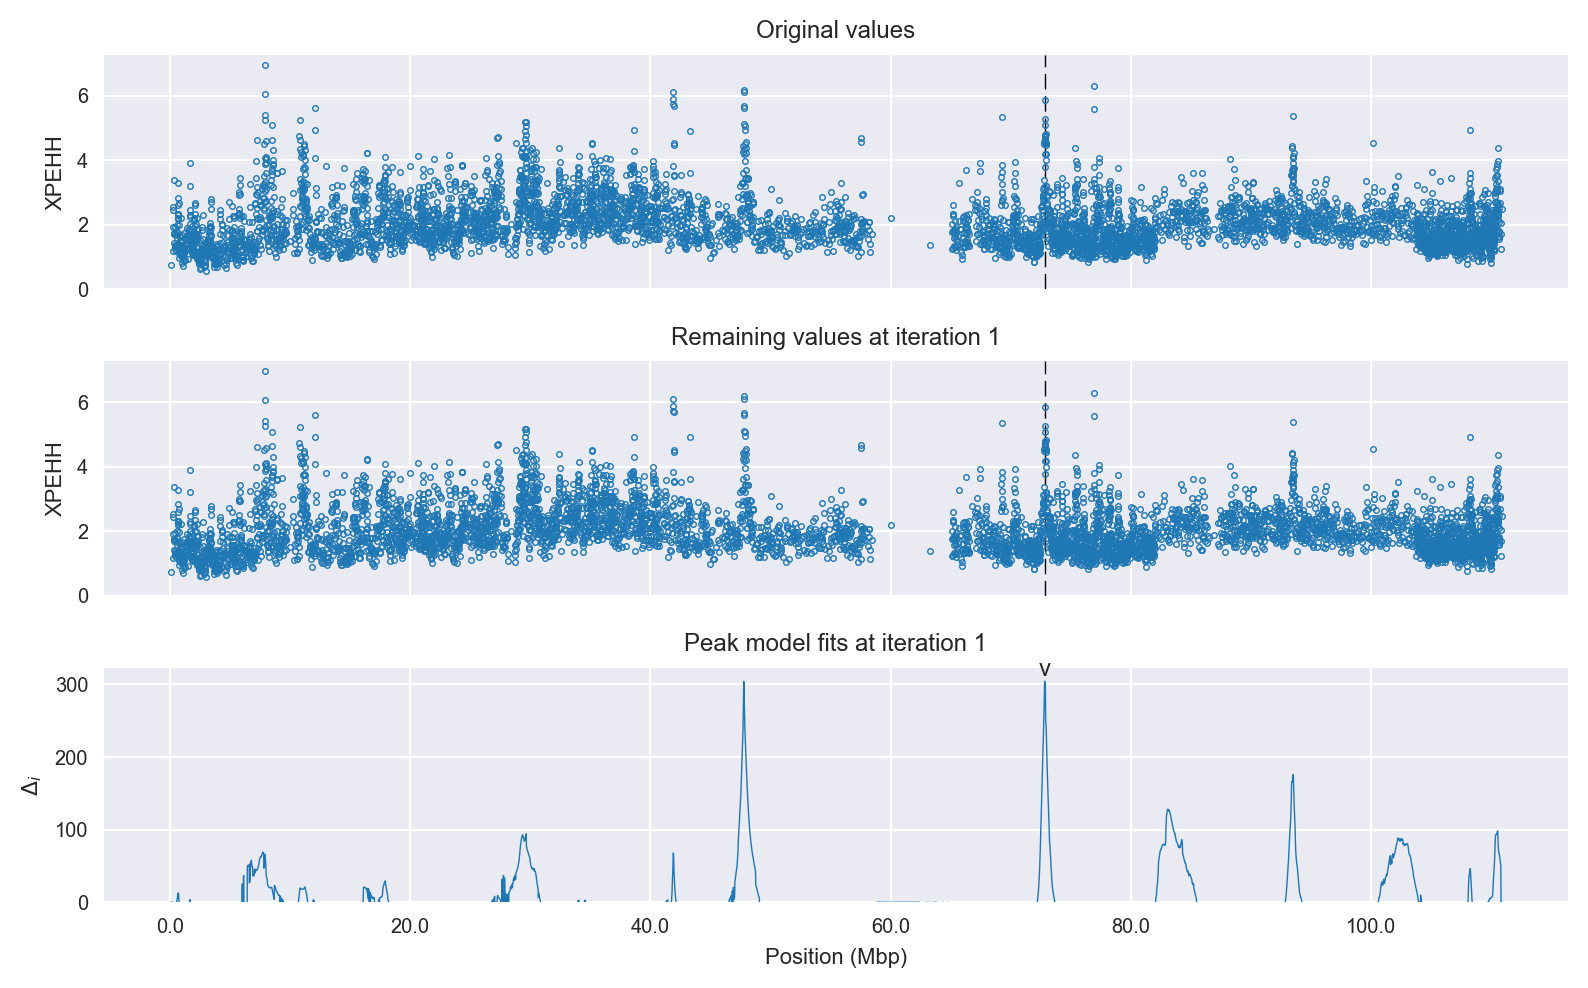 Original values
6
4
2
0
XPEHH
Remaining values at iteration 1
6
4
2
0
XPEHH
Peak model fits at iteration 1
v
300
200
100
0
Δi
0.0 20.0 40.0 60.0 80.0 100.0
Position (Mbp)